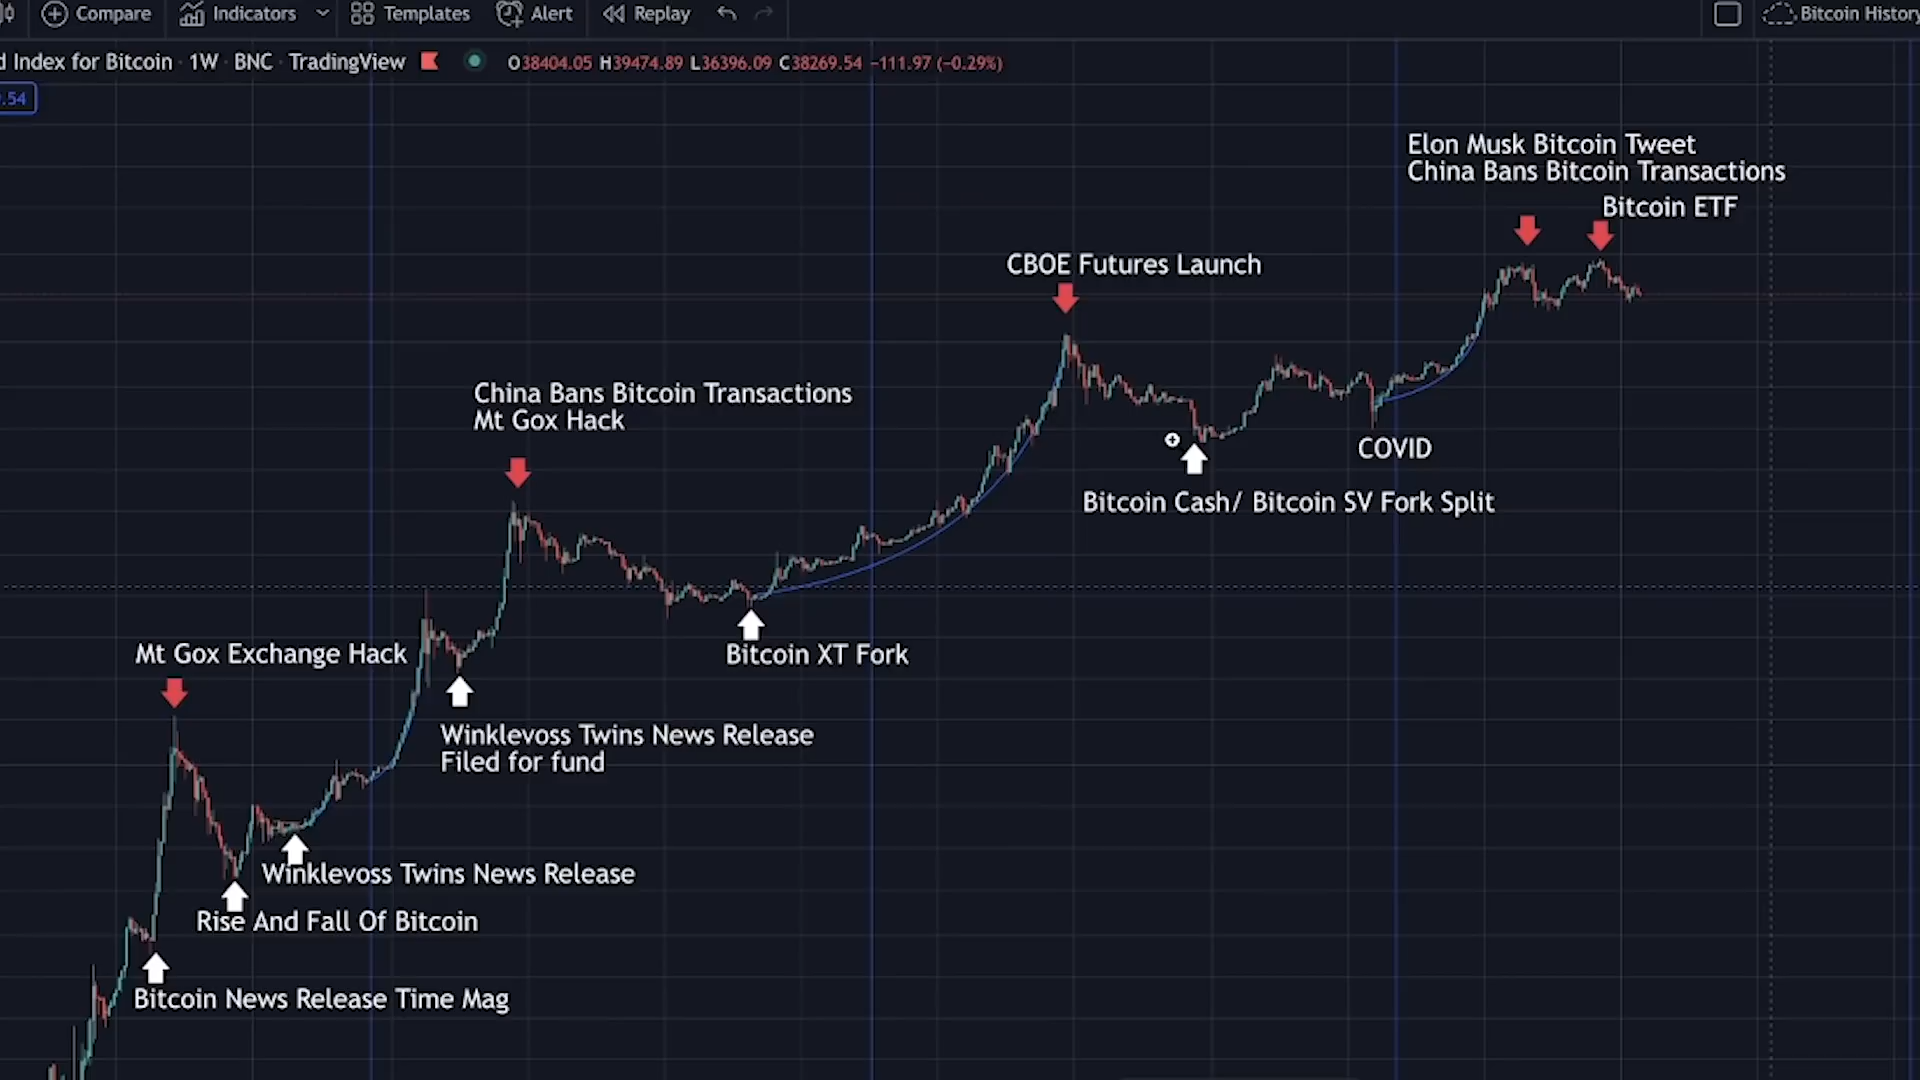 Compare Indicators Templates Alert Replay Bitcoin History
d Index for Bitcoin · 1W · BNC · TradingView O38404.05 H39474.89 L36396.09 C38269.54 −111.97 (−0.29%)
.54
Elon Musk Bitcoin Tweet
China Bans Bitcoin Transactions
Bitcoin ETF
CBOE Futures Launch
China Bans Bitcoin Transactions
Mt Gox Hack
COVID
Bitcoin Cash/ Bitcoin SV Fork Split
Mt Gox Exchange Hack
Bitcoin XT Fork
Winklevoss Twins News Release
Filed for fund
Winklevoss Twins News Release
Rise And Fall Of Bitcoin
Bitcoin News Release Time Mag